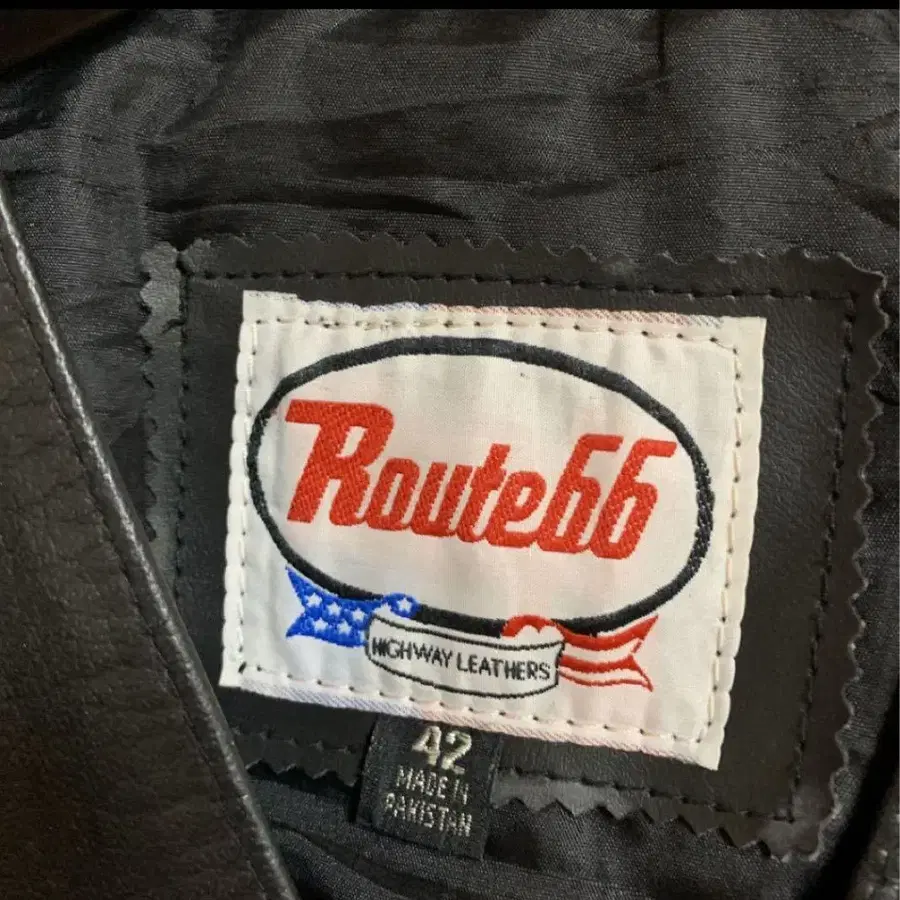 Route66
HIGHWAY LEATHERS
42
MADE IN
PAKISTAN